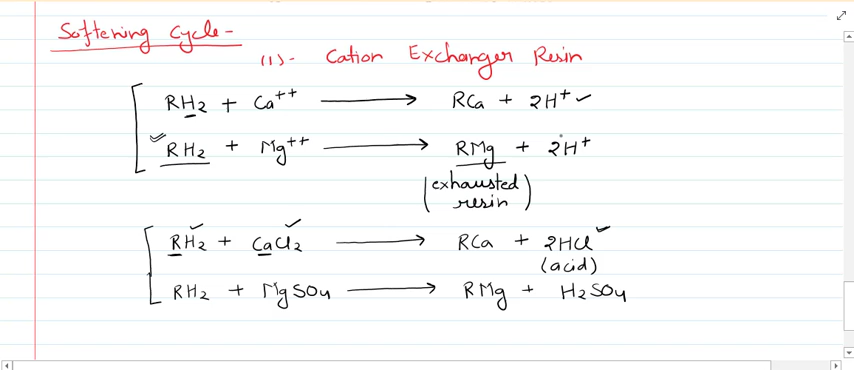 Softening Cycle-
(1)- Cation Exchanger Resin
RH2 + Ca++ → RCa + 2H+
RH2 + Mg++ → RMg + 2H+
(exhausted resin)
RH2 + CaCl2 → RCa + 2HCl
(acid)
RH2 + MgSO4 → RMg + H2SO4